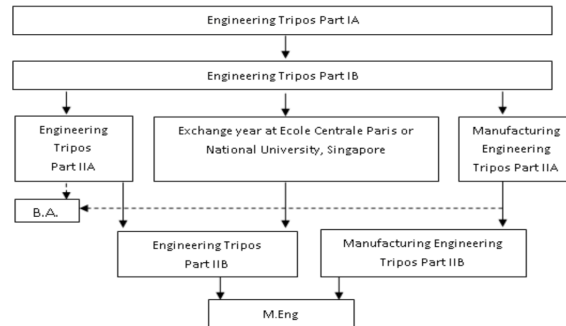 Engineering Tripos Part IA
Engineering Tripos Part IB
Engineering
Tripos
Part IIA
Exchange year at Ecole Centrale Paris or
National University, Singapore
Manufacturing
Engineering
Tripos Part IIA
B.A.
Engineering Tripos
Part IIB
Manufacturing Engineering
Tripos Part IIB
M.Eng